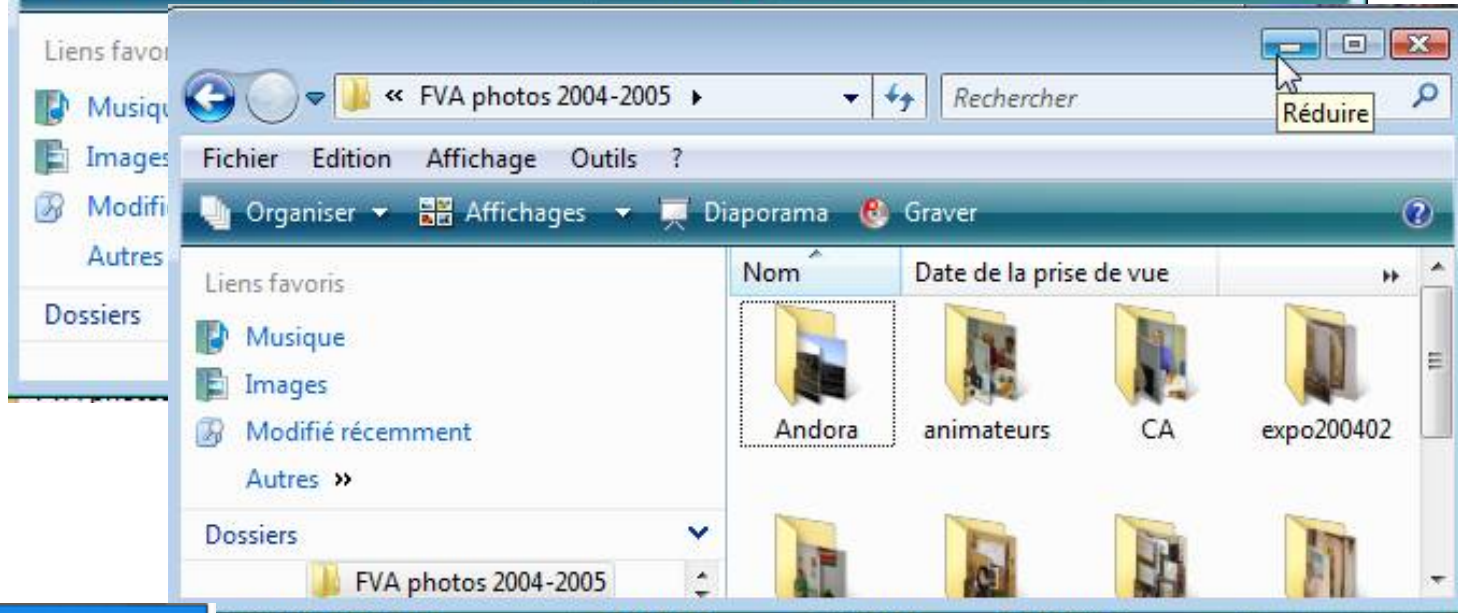 Liens favor
Musiqu
Images
Modifi
Autres
Dossiers
« FVA photos 2004-2005
Rechercher
Réduire
Fichier Edition Affichage Outils ?
Organiser Affichages Diaporama Graver
Liens favoris
Musique
Images
Modifié récemment
Autres »
Dossiers
FVA photos 2004-2005
Nom Date de la prise de vue
Andora animateurs CA expo200402